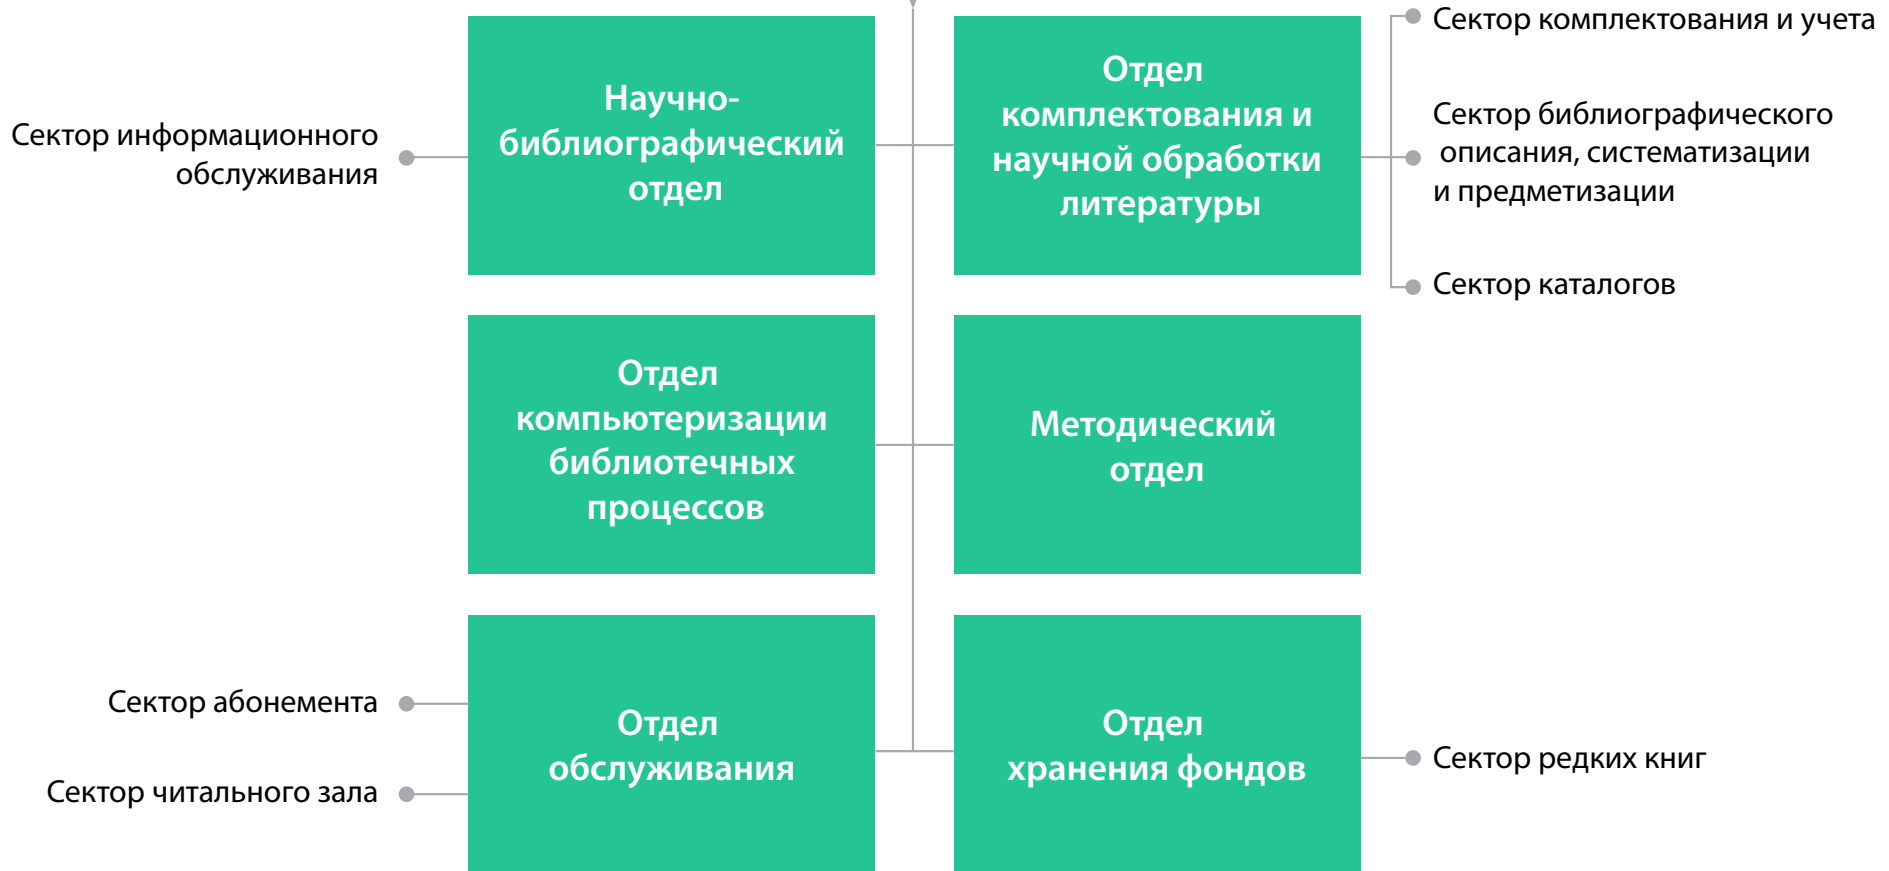 Сектор информационного
обслуживания
Научно-
библиографический
отдел
Отдел
комплектования и
научной обработки
литературы
Сектор комплектования и учета
Сектор библиографического
описания, систематизации
и предметизации
Сектор каталогов
Отдел
компьютеризации
библиотечных
процессов
Методический
отдел
Сектор абонемента
Сектор читального зала
Отдел
обслуживания
Отдел
хранения фондов
Сектор редких книг